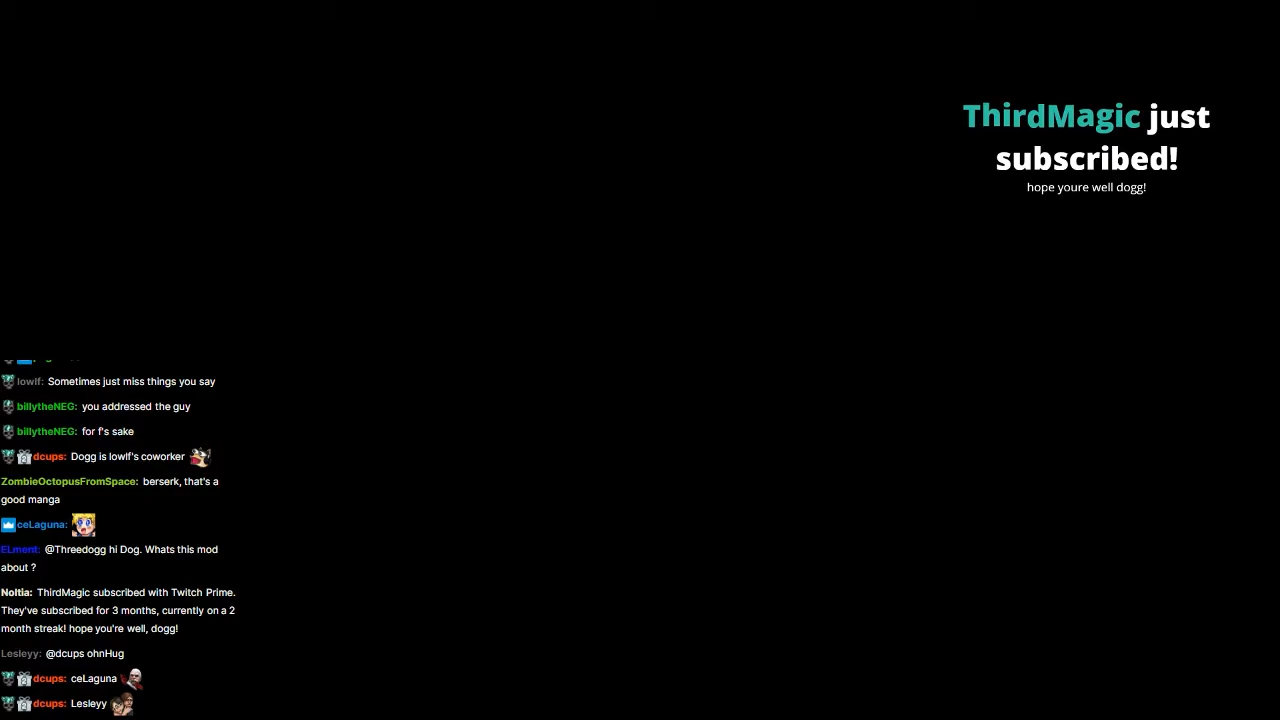 ThirdMagic just
subscribed!
hope youre well dogg!
lowlf: Sometimes just miss things you say
billytheNEG: you addressed the guy
billytheNEG: for f's sake
dcups: Dogg is lowlf's coworker
ZombieOctopusFromSpace: berserk, that's a
good manga
ceLaguna:
ELment: @Threedogg hi Dog. Whats this mod
about ?
Noltia: ThirdMagic subscribed with Twitch Prime.
They've subscribed for 3 months, currently on a 2
month streak! hope you're well, dogg!
Lesleyy: @dcups ohnHug
dcups: ceLaguna
dcups: Lesleyy